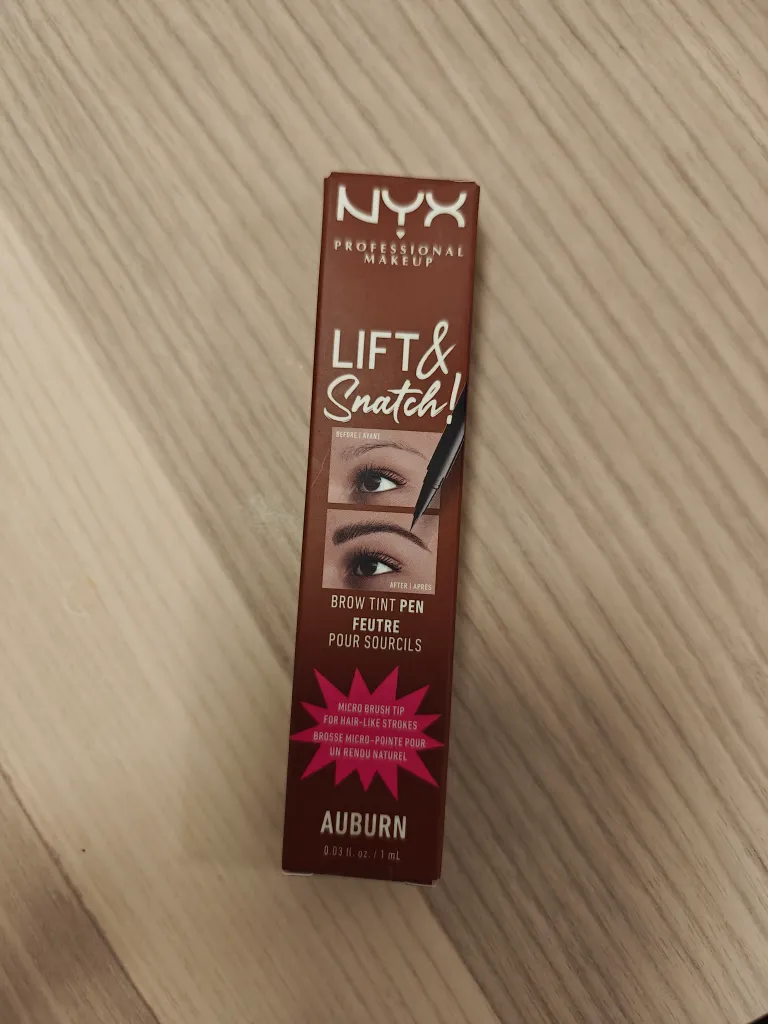 NYX
PROFESSIONAL
MAKEUP
LIFT &
Snatch!
BEFORE | AVANT
AFTER | APRÈS
BROW TINT PEN
FEUTRE
POUR SOURCILS
MICRO BRUSH TIP
FOR HAIR-LIKE STROKES
BROSSE MICRO-POINTE POUR
UN RENDU NATUREL
AUBURN
0.03 fl. oz. / 1 mL